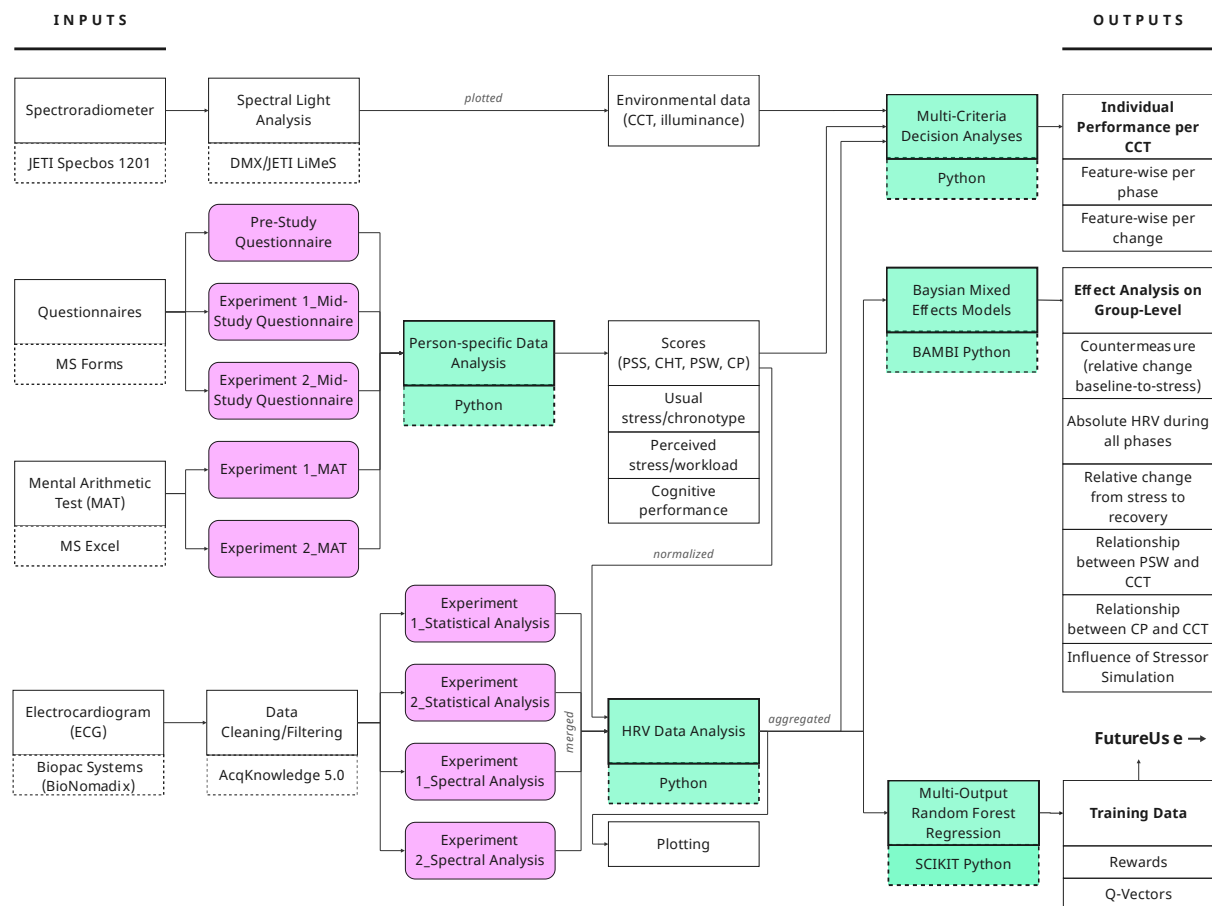 INPUTS
OUTPUTS
Spectroradiometer
JETI Specbos 1201
Spectral Light
Analysis
DMX/JETI LiMeS
plotted
Environmental data
(CCT, illuminance)
Multi-Criteria
Decision Analyses
Python
Individual
Performance per
CCT
Feature-wise per
phase
Feature-wise per
change
Questionnaires
MS Forms
Pre-Study
Questionnaire
Experiment 1_Mid-
Study Questionnaire
Experiment 2_Mid-
Study Questionnaire
Mental Arithmetic
Test (MAT)
MS Excel
Experiment 1_MAT
Experiment 2_MAT
Person-specific Data
Analysis
Python
Scores
(PSS, CHT, PSW, CP)
Usual
stress/chronotype
Perceived
stress/workload
Cognitive
performance
normalized
Baysian Mixed
Effects Models
BAMBI Python
Effect Analysis on
Group-Level
Countermeasure
(relative change
baseline-to-stress)
Absolute HRV during
all phases
Relative change
from stress to
recovery
Relationship
between PSW and
CCT
Relationship
between CP and CCT
Influence of Stressor
Simulation
Electrocardiogram
(ECG)
Biopac Systems
(BioNomadix)
Data
Cleaning/Filtering
AcqKnowledge 5.0
Experiment
1_Statistical Analysis
Experiment
2_Statistical Analysis
Experiment
1_Spectral Analysis
Experiment
2_Spectral Analysis
merged
HRV Data Analysis
Python
aggregated
Plotting
Multi-Output
Random Forest
Regression
SCIKIT Python
FutureUs e →
Training Data
Rewards
Q-Vectors